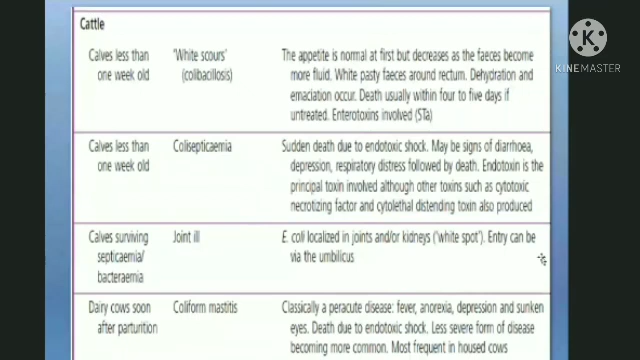 Cattle
Calves less than 'White scours' The appetite is normal at first but decreases as the faeces become
one week old (colibacillosis) more fluid. White pasty faeces around rectum. Dehydration and
emaciation occur. Death usually within four to five days if
untreated. Enterotoxins involved (STa)
Calves less than Colisepticaemia Sudden death due to endotoxic shock. May be signs of diarrhoea,
one week old depression, respiratory distress followed by death. Endotoxin is the
principal toxin involved although other toxins such as cytotoxic
necrotizing factor and cytolethal distending toxin also produced
Calves surviving Joint ill E. coli localized in joints and/or kidneys ('white spot'). Entry can be
septicaemia/ via the umbilicus
bacteraemia
Dairy cows soon Coliform mastitis Classically a peracute disease: fever, anorexia, depression and sunken
after parturition eyes. Death due to endotoxic shock. Less severe form of disease
becoming more common. Most frequent in housed cows
K
KINEMASTER